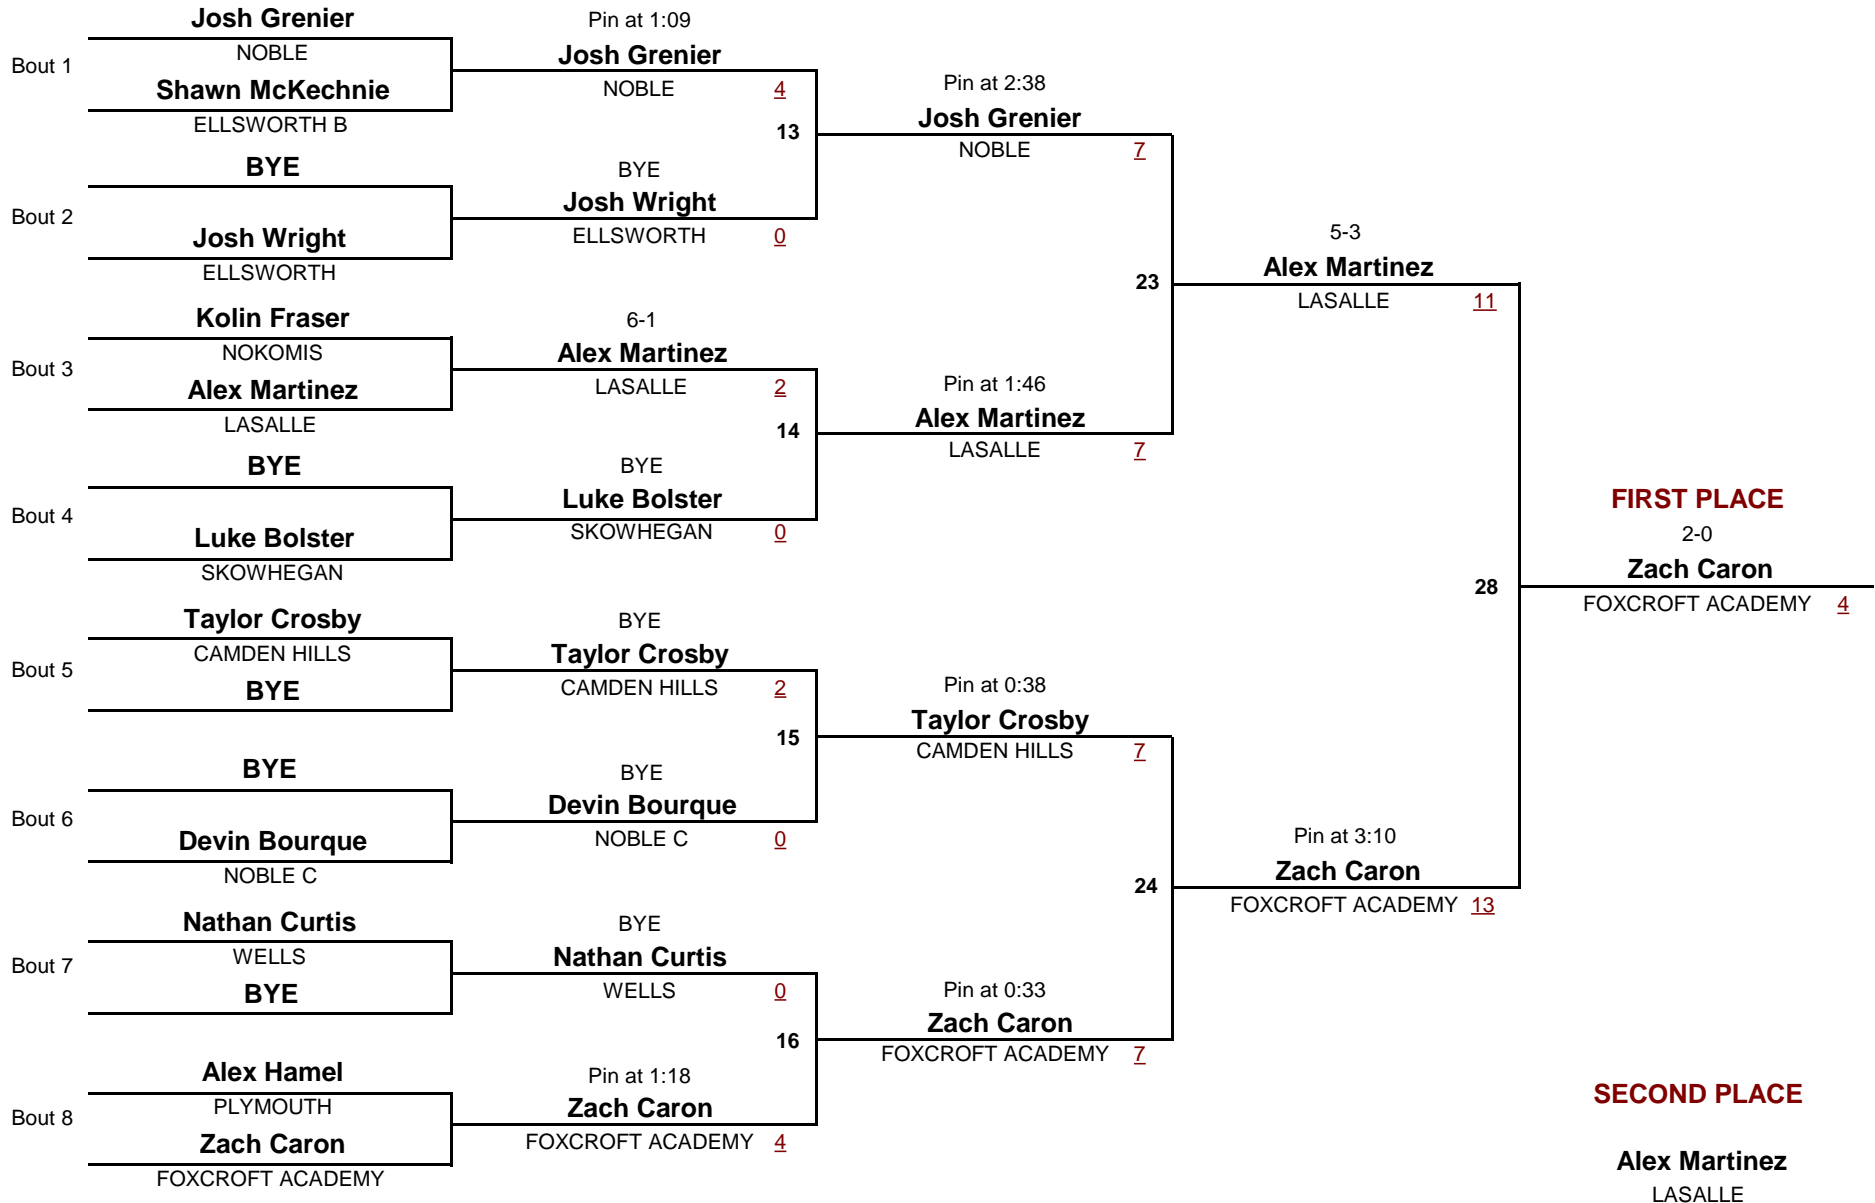 Josh Grenier
Bout 1
NOBLE
Shawn McKechnie
ELLSWORTH B
BYE
Bout 2
Josh Wright
ELLSWORTH
Kolin Fraser
Bout 3
NOKOMIS
Alex Martinez
LASALLE
BYE
Bout 4
Luke Bolster
SKOWHEGAN
Taylor Crosby
Bout 5
CAMDEN HILLS
BYE
BYE
Bout 6
Devin Bourque
NOBLE C
Nathan Curtis
Bout 7
WELLS
BYE
Alex Hamel
Bout 8
PLYMOUTH
Zach Caron
FOXCROFT ACADEMY
Pin at 1:09
Josh Grenier
NOBLE 4
13
BYE
Josh Wright
ELLSWORTH 0
6-1
Alex Martinez
LASALLE 2
14
BYE
Luke Bolster
SKOWHEGAN 0
BYE
Taylor Crosby
CAMDEN HILLS 2
15
BYE
Devin Bourque
NOBLE C 0
BYE
Nathan Curtis
WELLS 0
16
Pin at 1:18
Zach Caron
FOXCROFT ACADEMY 4
Pin at 2:38
Josh Grenier
NOBLE 7
23
Pin at 1:46
Alex Martinez
LASALLE 7
Pin at 0:38
Taylor Crosby
CAMDEN HILLS 7
24
Pin at 0:33
Zach Caron
FOXCROFT ACADEMY 7
5-3
Alex Martinez
LASALLE 11
28
Pin at 3:10
Zach Caron
FOXCROFT ACADEMY 13
FIRST PLACE
2-0
Zach Caron
FOXCROFT ACADEMY 4
SECOND PLACE
Alex Martinez
LASALLE